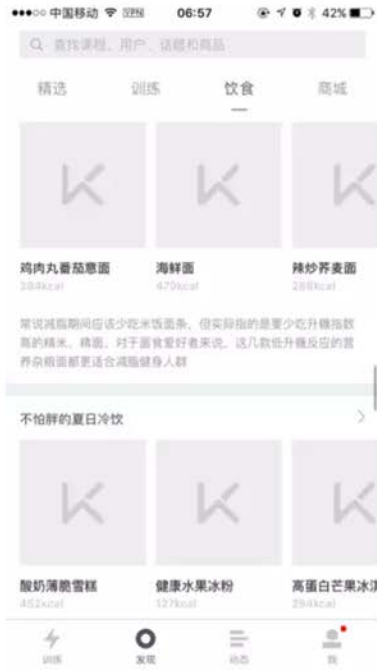 中国移动 VPN 06:57 42%
查找课程、用户、话题和商品
精选 训练 饮食 商城
鸡肉丸番茄意面 海鲜面 辣炒荞麦面
384kcal 470kcal 288kcal
常说减脂期间应该少吃米饭面条，但实际指的是要少吃升糖指数
高的精米、精面。对于面食爱好者来说，这几款低升糖反应的营
养杂粮面都更适合减脂健身人群
不怕胖的夏日冷饮
酸奶薄脆雪糕 健康水果冰粉 高蛋白芒果冰淇
452kcal 127kcal 294kcal
训练 发现 动态 我